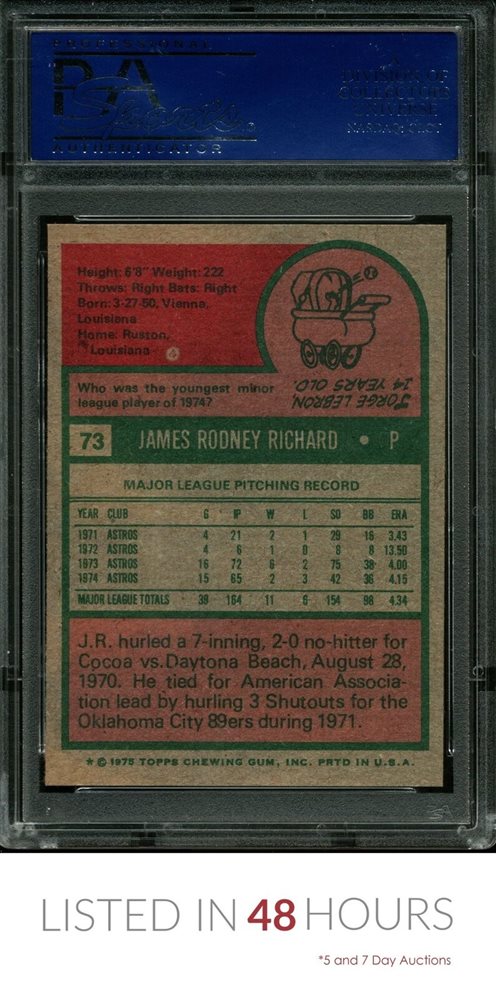 PROFESSIONAL
PSA
Sports
AUTHENTICATOR
A
DIVISION OF
COLLECTORS
UNIVERSE
NASDAQ: CLCT
Height: 6'8" Weight: 222
Throws: Right Bats: Right
Born: 3-27-50, Vienna,
Louisiana
Home: Ruston,
Louisiana
Who was the youngest minor
league player of 1974?
JORGE LEBRON,
14 YEARS OLD.
73 JAMES RODNEY RICHARD • P
MAJOR LEAGUE PITCHING RECORD
YEAR CLUB G IP W L SO BB ERA
1971 ASTROS 4 21 2 1 29 16 3.43
1972 ASTROS 4 6 1 0 8 8 13.50
1973 ASTROS 16 72 6 2 75 38 4.00
1974 ASTROS 15 65 2 3 42 36 4.15
MAJOR LEAGUE TOTALS 39 164 11 6 154 98 4.34
J.R. hurled a 7-inning, 2-0 no-hitter for
Cocoa vs. Daytona Beach, August 28,
1970. He tied for American Associa-
tion lead by hurling 3 Shutouts for the
Oklahoma City 89ers during 1971.
* © 1975 TOPPS CHEWING GUM, INC. PRTD IN U.S.A.
LISTED IN 48 HOURS
*5 and 7 Day Auctions